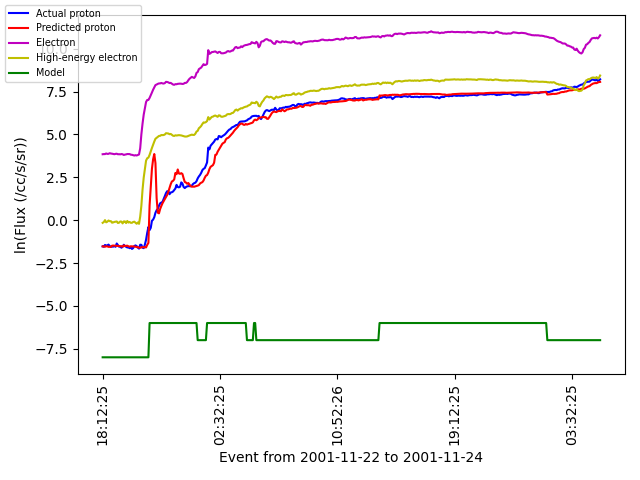 Actual proton
Predicted proton
Electron
High-energy electron
Model
10.0
7.5
5.0
2.5
0.0
−2.5
−5.0
−7.5
ln(Flux (/cc/s/sr))
18:12:25
02:32:25
10:52:26
19:12:25
03:32:25
Event from 2001-11-22 to 2001-11-24